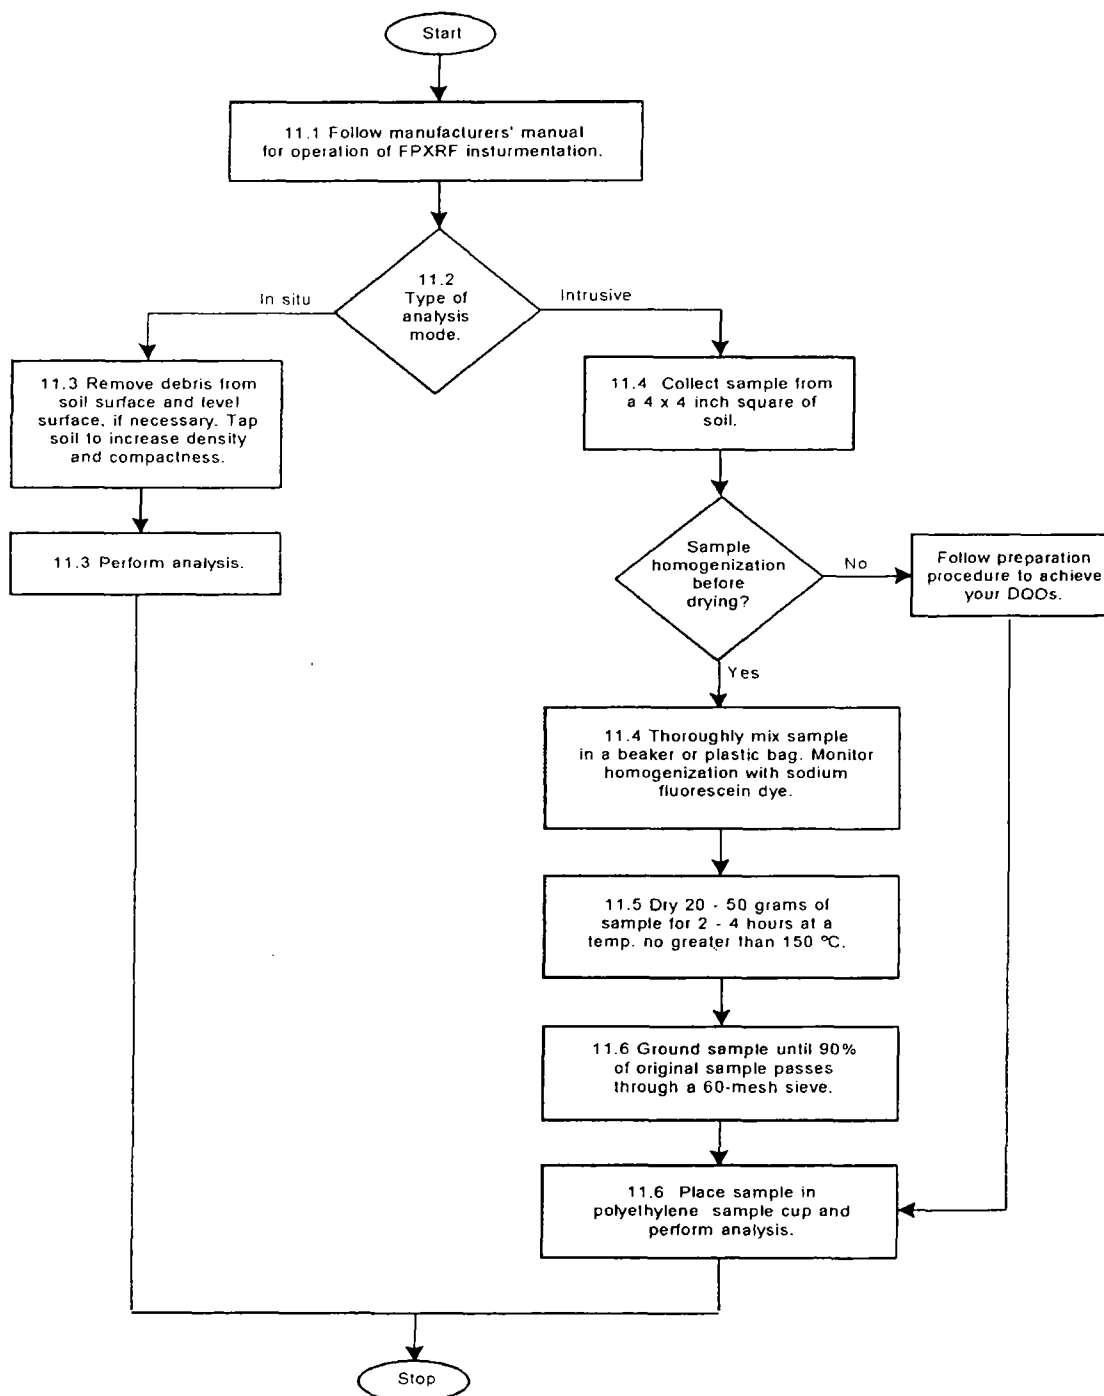 Start
11.1 Follow manufacturers' manual
for operation of FPXRF insturmentation.
11.2
Type of
analysis
mode.
In situ
Intrusive
11.3 Remove debris from
soil surface and level
surface, if necessary. Tap
soil to increase density
and compactness.
11.3 Perform analysis.
11.4 Collect sample from
a 4 x 4 inch square of
soil.
Sample
homogenization
before
drying?
No
Follow preparation
procedure to achieve
your DQOs.
Yes
11.4 Thoroughly mix sample
in a beaker or plastic bag. Monitor
homogenization with sodium
fluorescein dye.
11.5 Dry 20 - 50 grams of
sample for 2 - 4 hours at a
temp. no greater than 150 ºC.
11.6 Ground sample until 90%
of original sample passes
through a 60-mesh sieve.
11.6 Place sample in
polyethylene sample cup and
perform analysis.
Stop